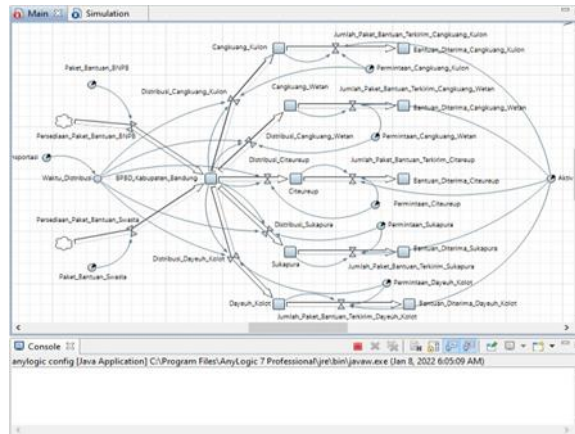 Main
Simulation
Jumlah_Paket_Bantuan_Terkirim_Cangkuang_Kulon
Cangkuang_Kulon
Bantuan_Diterima_Cangkuang_Kulon
Paket_Bantuan_BNPB
Permintaan_Cangkuang_Kulon
Distribusi_Cangkuang_Kulon
Cangkuang_Wetan
Jumlah_Paket_Bantuan_Terkirim_Cangkuang_Wetan
Bantuan_Diterima_Cangkuang_Wetan
Persediaan_Paket_Bantuan_BNPB
Distribusi_Cangkuang_Wetan
Permintaan_Cangkuang_Wetan
nsportasi
Distribusi_Citeureup
Jumlah_Paket_Bantuan_Terkirim_Citareup
Waktu_Distribusi
BPBD_Kabupaten_Bandung
Bantuan_Diterima_Citeureup
Aktiv
Citeureup
Permintaan_Citeureup
Persediaan_Paket_Bantuan_Swasta
Distribusi_Sukapura
Permintaan_Sukapura
Bantuan_Diterima_Sukapura
Distribusi_Dayeuh_Kolot
Sukapura
Jumlah_Paket_Bantuan_Terkirim_Sukapura
Paket_Bantuan_Swasta
Permintaan_Dayeuh_Kolot
Dayeuh_Kolot
Bantuan_Diterima_Dayeuh_Kolot
Jumlah_Paket_Bantuan_Terkirim_Dayeuh_Kolot
Console
anylogic config [Java Application] C:\Program Files\AnyLogic 7 Professional\jre\bin\javaw.exe (Jan 8, 2022 6:05:09 AM)